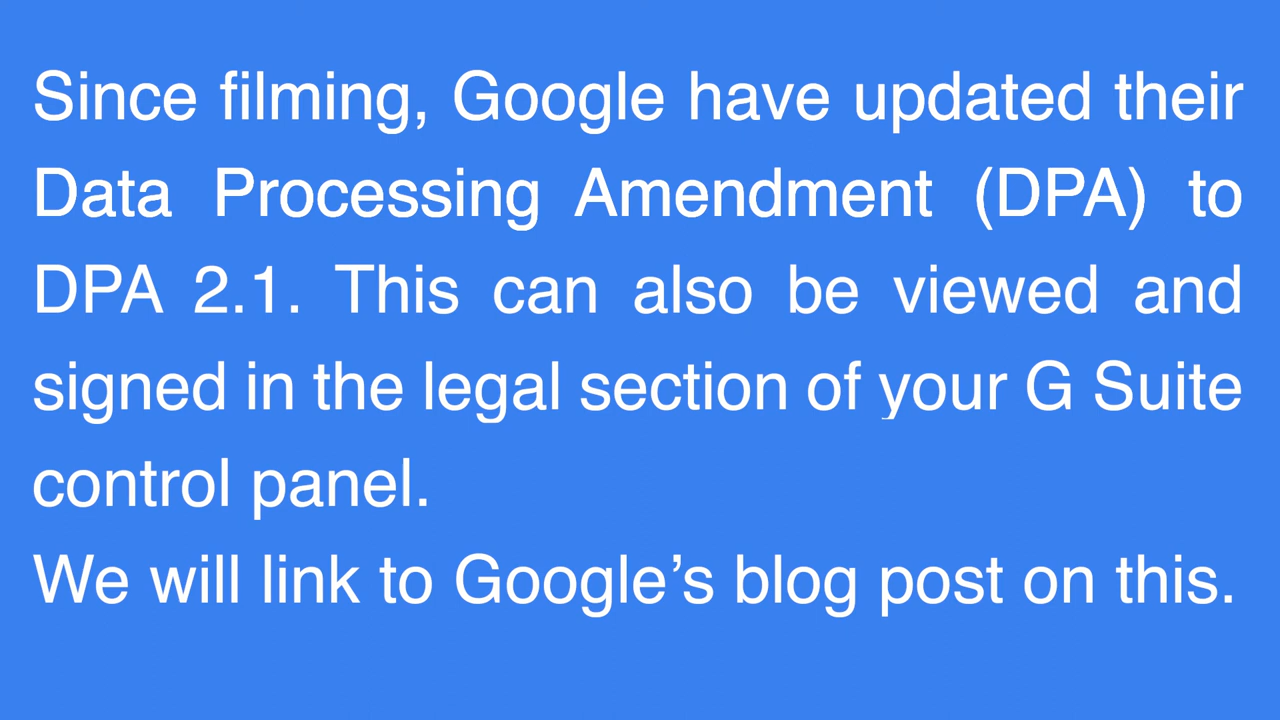 Since filming, Google have updated their
Data Processing Amendment (DPA) to
DPA 2.1. This can also be viewed and
signed in the legal section of your G Suite
control panel.
We will link to Google’s blog post on this.